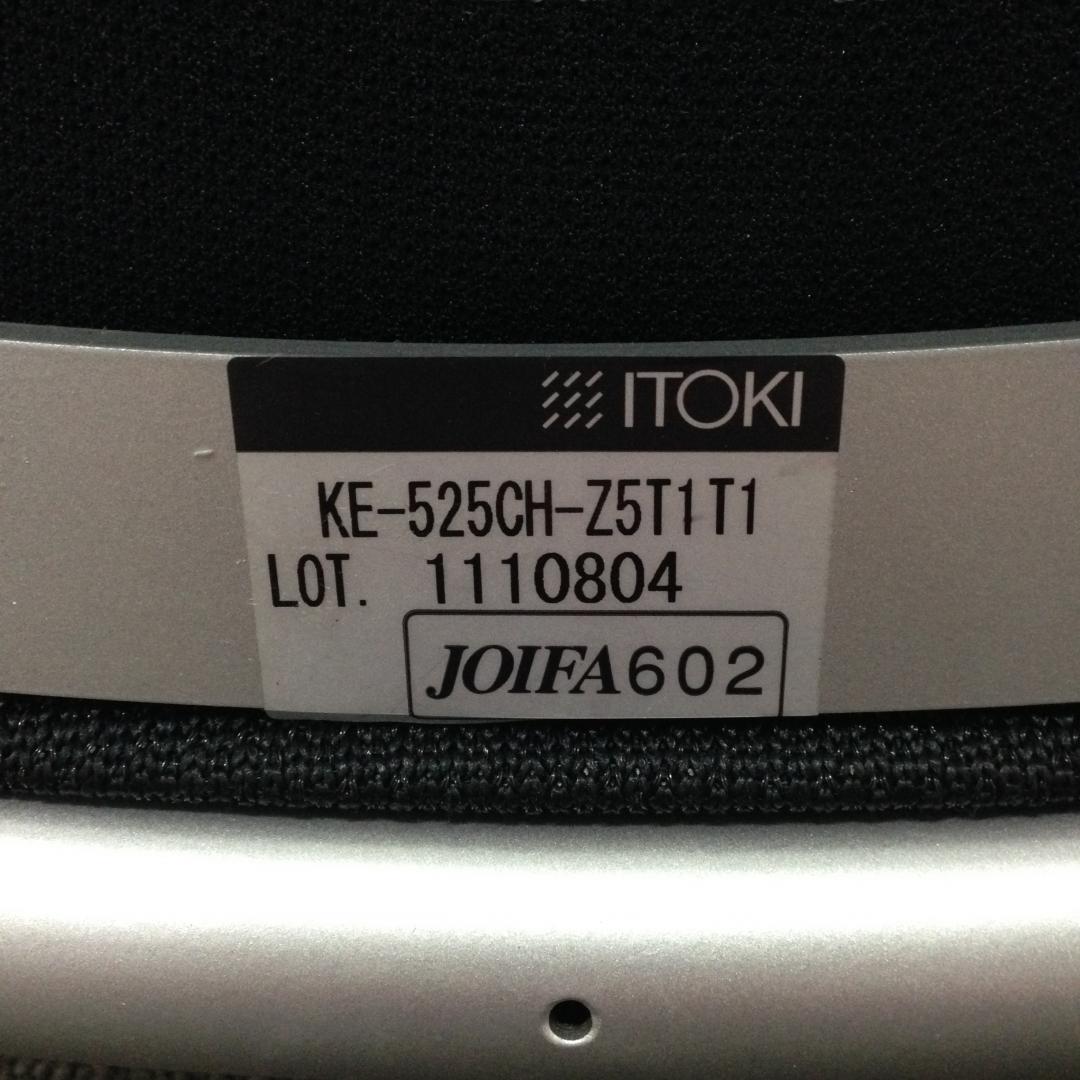 ITOKI
KE-525CH-Z5T1T1
LOT. 1110804
JOIFA602